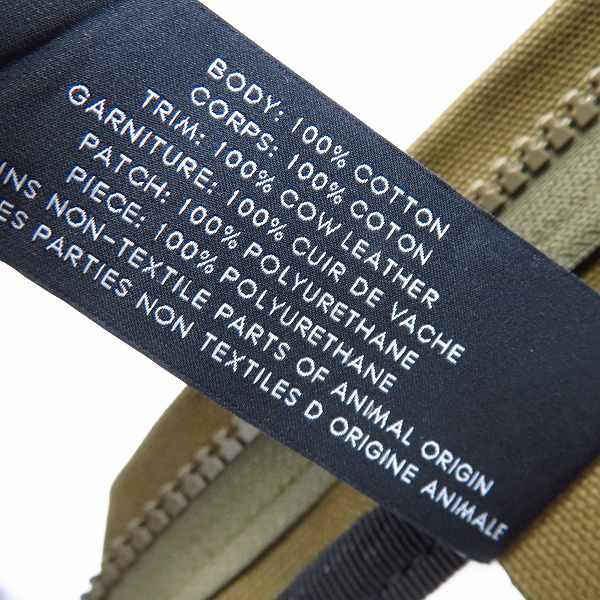 BODY: 100% COTTON
CORPS: 100% COTON
TRIM: 100% COW LEATHER
GARNITURE: 100% CUIR DE VACHE
PATCH: 100% POLYURETHANE
PIECE: 100% POLYURETHANE
NON-TEXTILE PARTS OF ANIMAL ORIGIN
PARTIES NON TEXTILES D ORIGINE ANIMALE